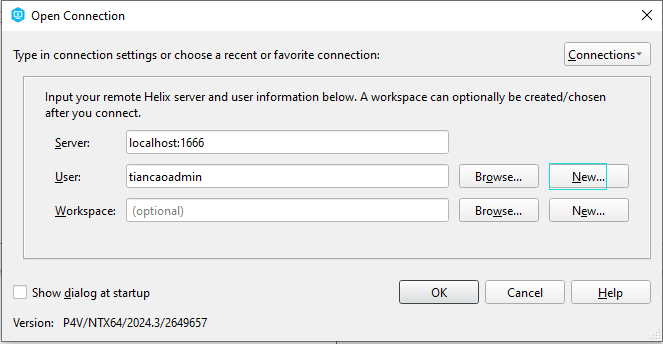 Open Connection
Type in connection settings or choose a recent or favorite connection:
Connections
Input your remote Helix server and user information below. A workspace can optionally be created/chosen
after you connect.
Server: localhost:1666
User: tiancaoadmin Browse... New...
Workspace: (optional) Browse... New...
Show dialog at startup
OK Cancel Help
Version: P4V/NTX64/2024.3/2649657